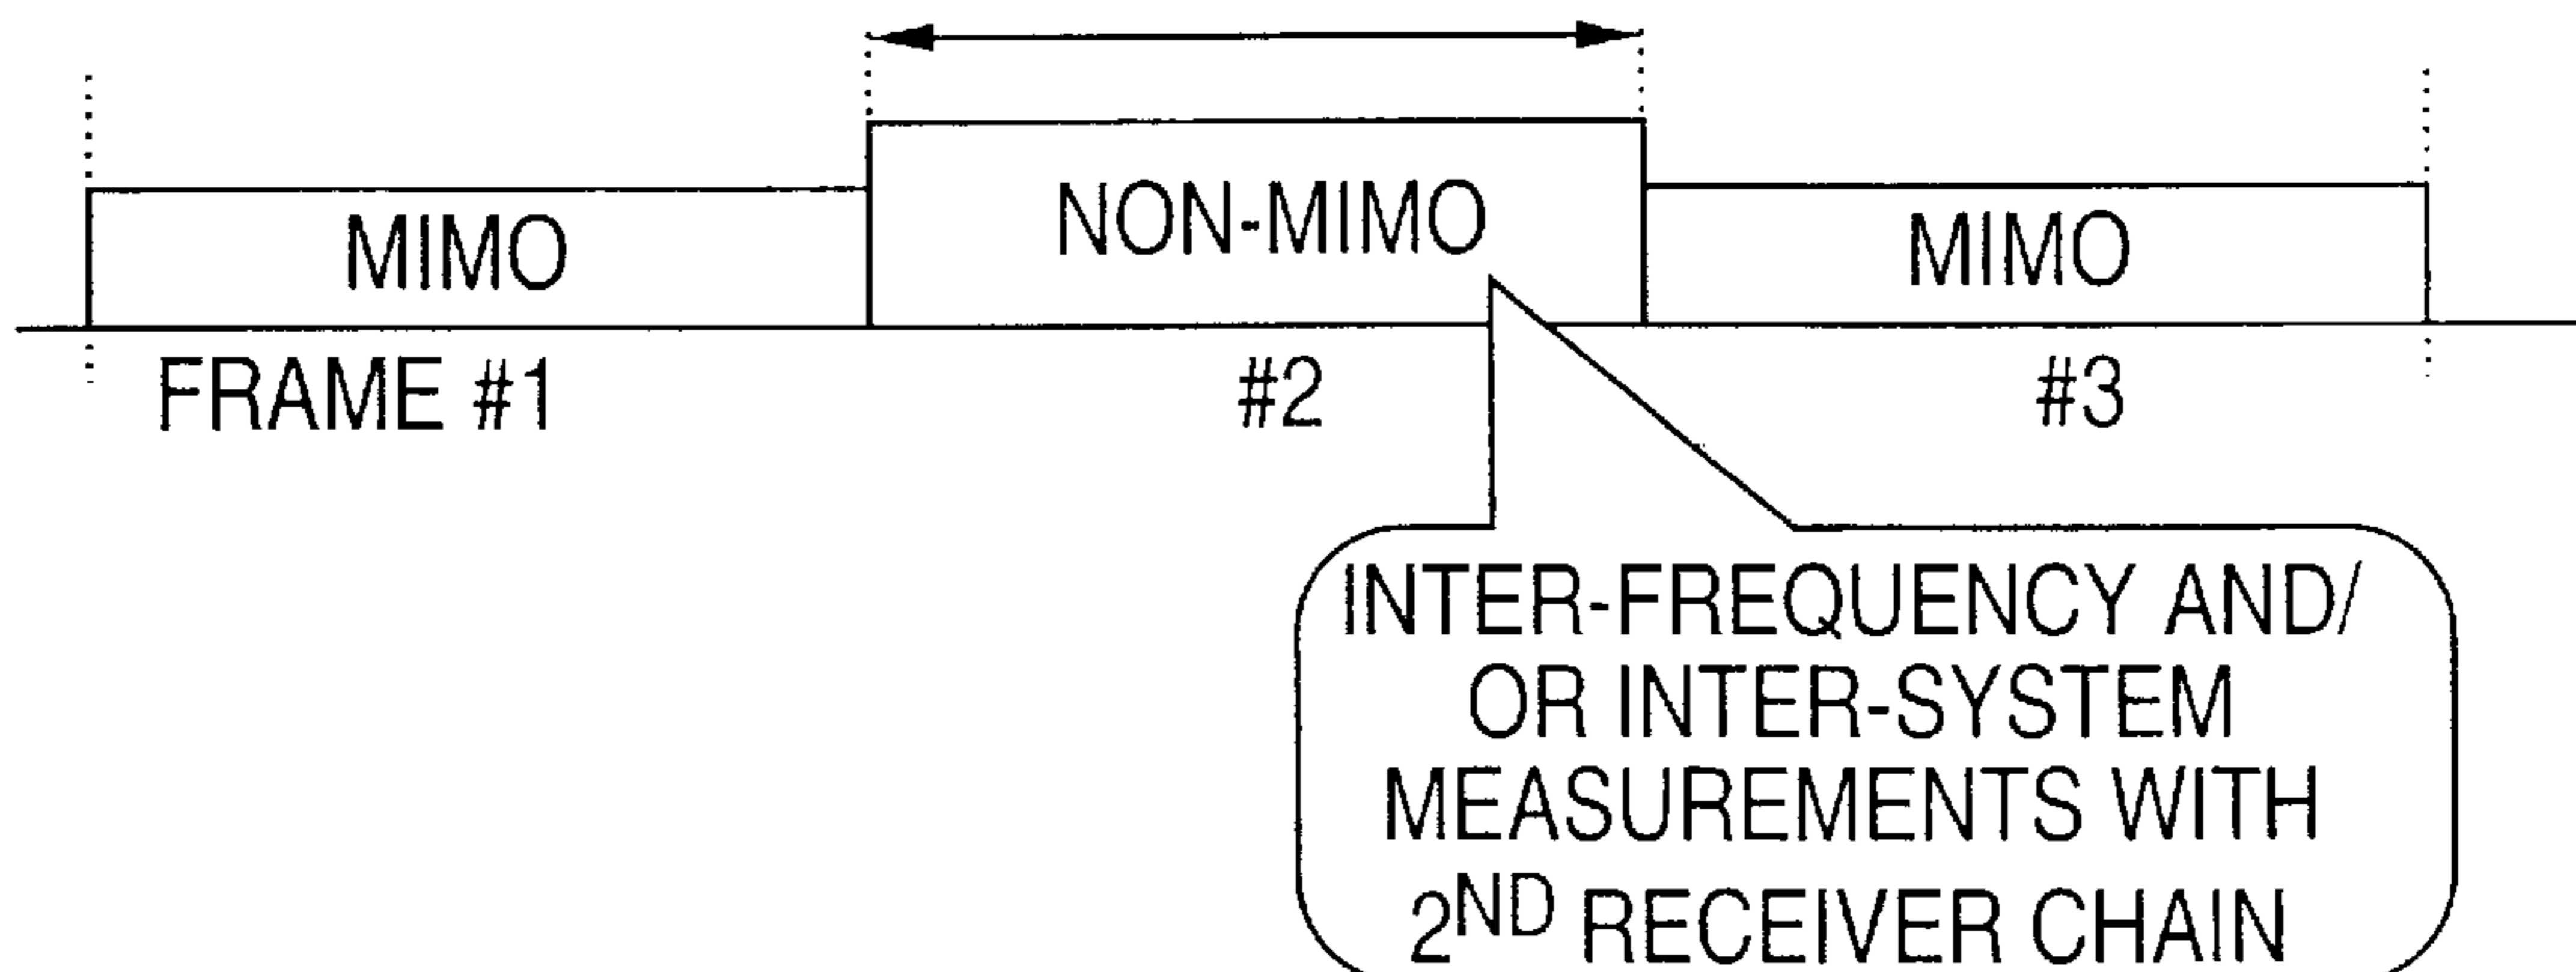 MIMO
NON-MIMO
MIMO
FRAME #1
#2
#3
INTER-FREQUENCY AND/
OR INTER-SYSTEM
MEASUREMENTS WITH
2ND RECEIVER CHAIN